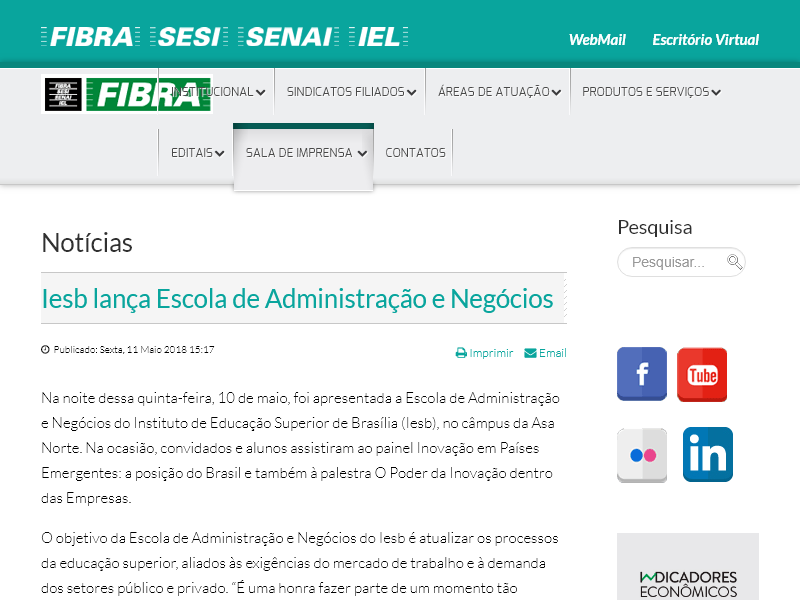 FIBRA SESI SENAI IEL
WebMail Escritório Virtual
FIBRA SESI SENAI IEL FIBRA
INSTITUCIONAL SINDICATOS FILIADOS ÁREAS DE ATUAÇÃO PRODUTOS E SERVIÇOS
EDITAIS SALA DE IMPRENSA CONTATOS
Notícias
Iesb lança Escola de Administração e Negócios
Publicado: Sexta, 11 Maio 2018 15:17
Imprimir Email
Na noite dessa quinta-feira, 10 de maio, foi apresentada a Escola de Administração
e Negócios do Instituto de Educação Superior de Brasília (Iesb), no câmpus da Asa
Norte. Na ocasião, convidados e alunos assistiram ao painel Inovação em Países
Emergentes: a posição do Brasil e também à palestra O Poder da Inovação dentro
das Empresas.
O objetivo da Escola de Administração e Negócios do Iesb é atualizar os processos
da educação superior, aliados às exigências do mercado de trabalho e à demanda
dos setores público e privado. “É uma honra fazer parte de um momento tão
Pesquisa
Pesquisar...
f
You Tube
in
INDICADORES
ECONÔMICOS